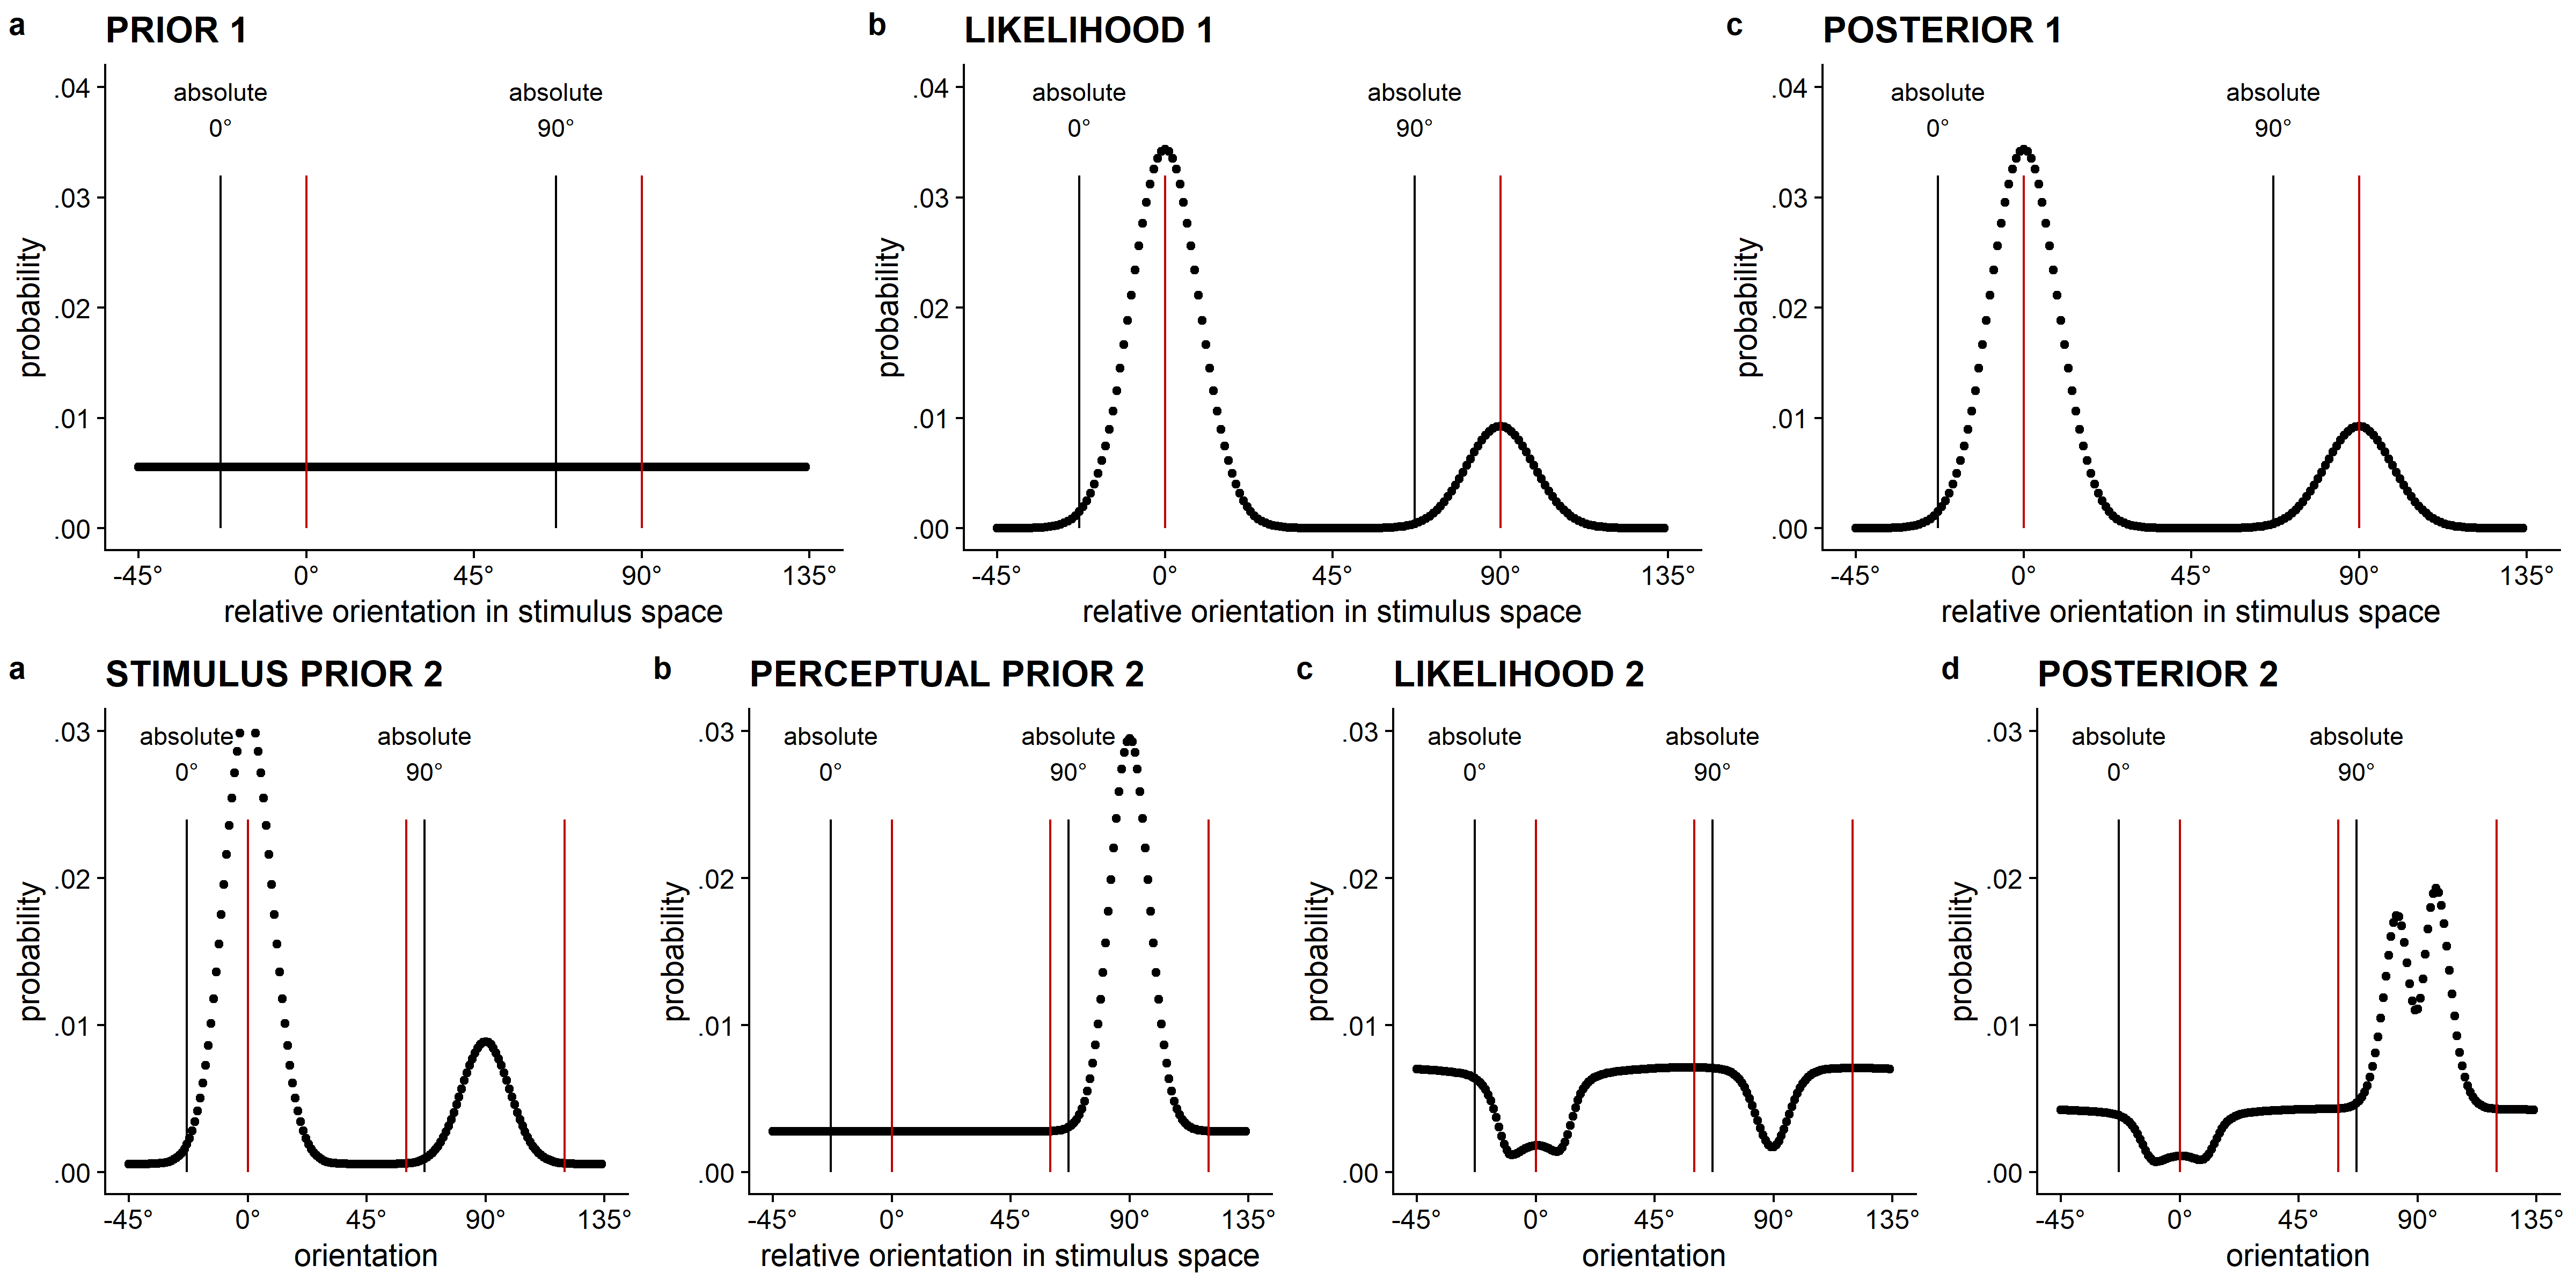 a PRIOR 1
absolute absolute
0° 90°
.04
.03
.02
.01
.00
probability
-45° 0° 45° 90° 135°
relative orientation in stimulus space
b LIKELIHOOD 1
absolute absolute
0° 90°
.04
.03
.02
.01
.00
probability
-45° 0° 45° 90° 135°
relative orientation in stimulus space
c POSTERIOR 1
absolute absolute
0° 90°
.04
.03
.02
.01
.00
probability
-45° 0° 45° 90° 135°
relative orientation in stimulus space
a STIMULUS PRIOR 2
absolute absolute
0° 90°
.03
.02
.01
.00
probability
-45° 0° 45° 90° 135°
orientation
b PERCEPTUAL PRIOR 2
absolute absolute
0° 90°
.03
.02
.01
.00
probability
-45° 0° 45° 90° 135°
relative orientation in stimulus space
c LIKELIHOOD 2
absolute absolute
0° 90°
.03
.02
.01
.00
probability
-45° 0° 45° 90° 135°
orientation
d POSTERIOR 2
absolute absolute
0° 90°
.03
.02
.01
.00
probability
-45° 0° 45° 90° 135°
orientation